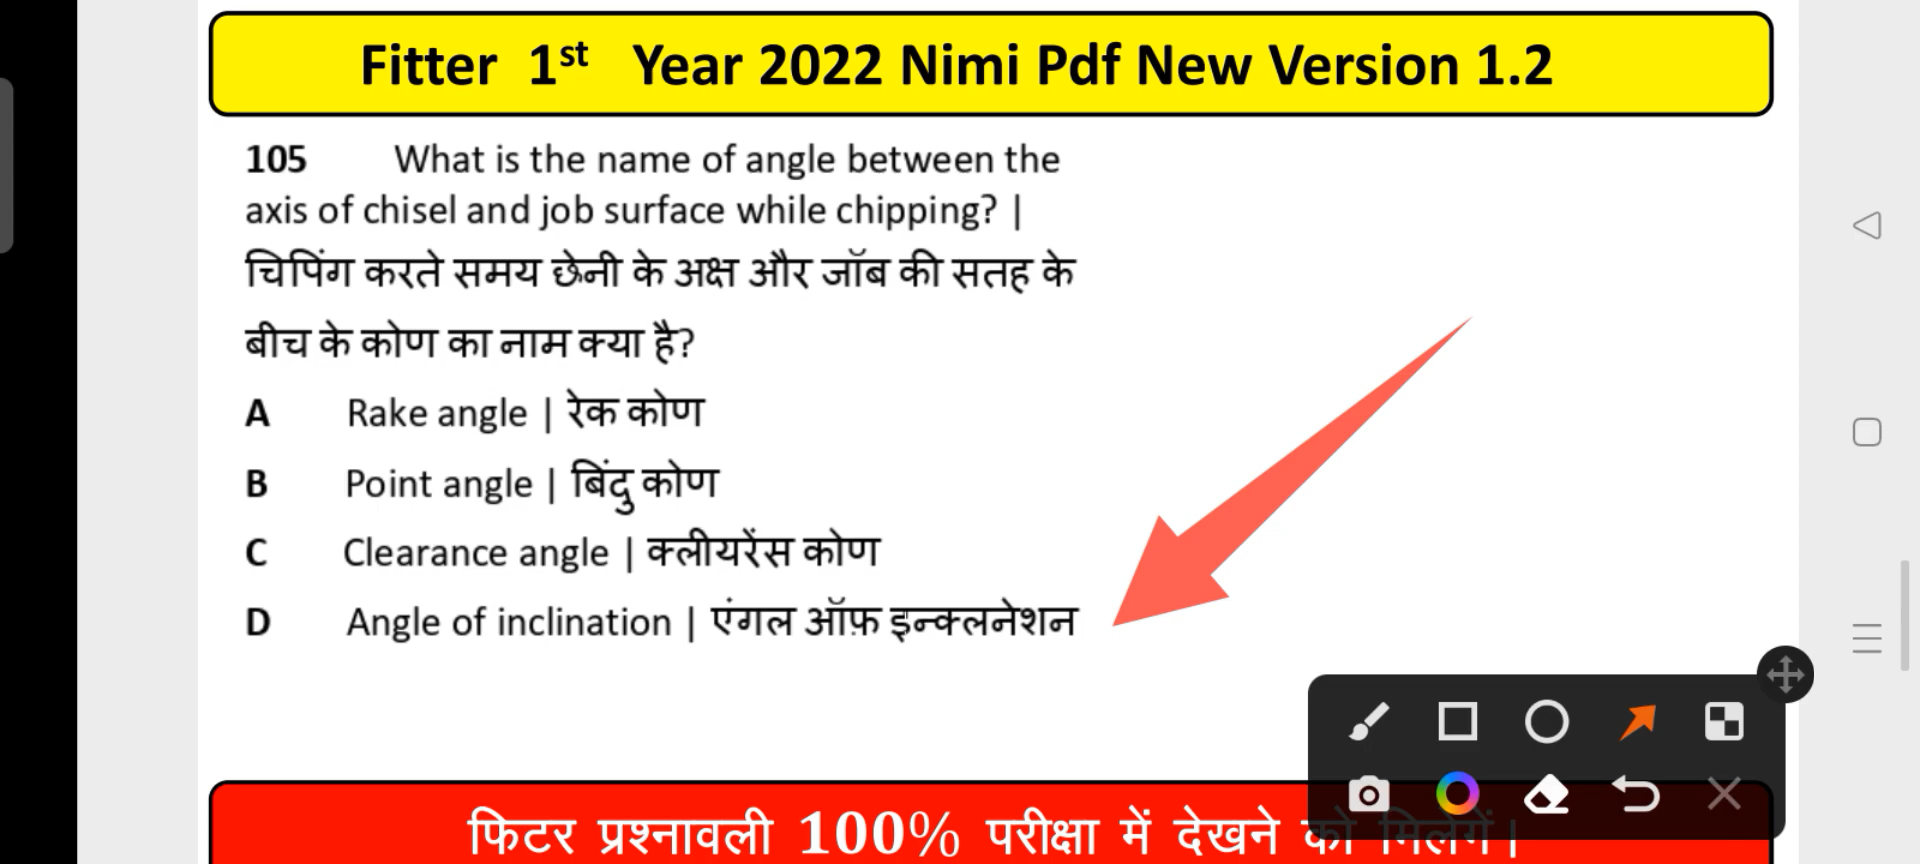 Fitter 1st Year 2022 Nimi Pdf New Version 1.2
105 What is the name of angle between the
axis of chisel and job surface while chipping? |
चिपिंग करते समय छेनी के अक्ष और जॉब की सतह के
बीच के कोण का नाम क्या है?
A Rake angle | रेक कोण
B Point angle | बिंदु कोण
C Clearance angle | क्लीयरेंस कोण
D Angle of inclination | एंगल ऑफ़ इन्क्लनेशन
फिटर प्रश्नावली 100% परीक्षा में देखने को मिलेगें।